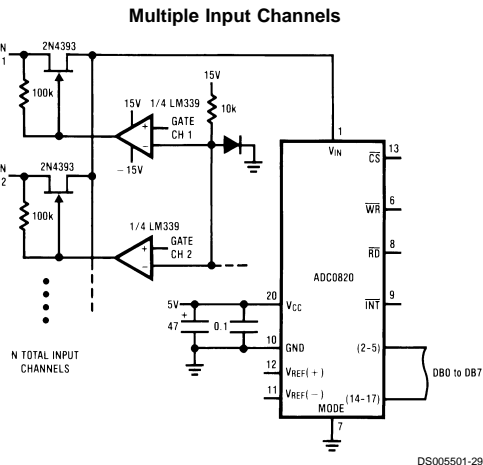 Multiple Input Channels
N
1
2N4393
100k
15V
1/4 LM339
+
−
GATE
CH 1
−15V
15V
10k
N
2
2N4393
100k
1/4 LM339
+
−
GATE
CH 2
N TOTAL INPUT
CHANNELS
5V
+
47
0.1
1
VIN
13
CS
6
WR
8
RD
ADC0820
9
INT
20
VCC
10
GND
12
VREF(+)
11
VREF(−)
(2-5)
(14-17)
DB0 to DB7
MODE
7
DS005501-29